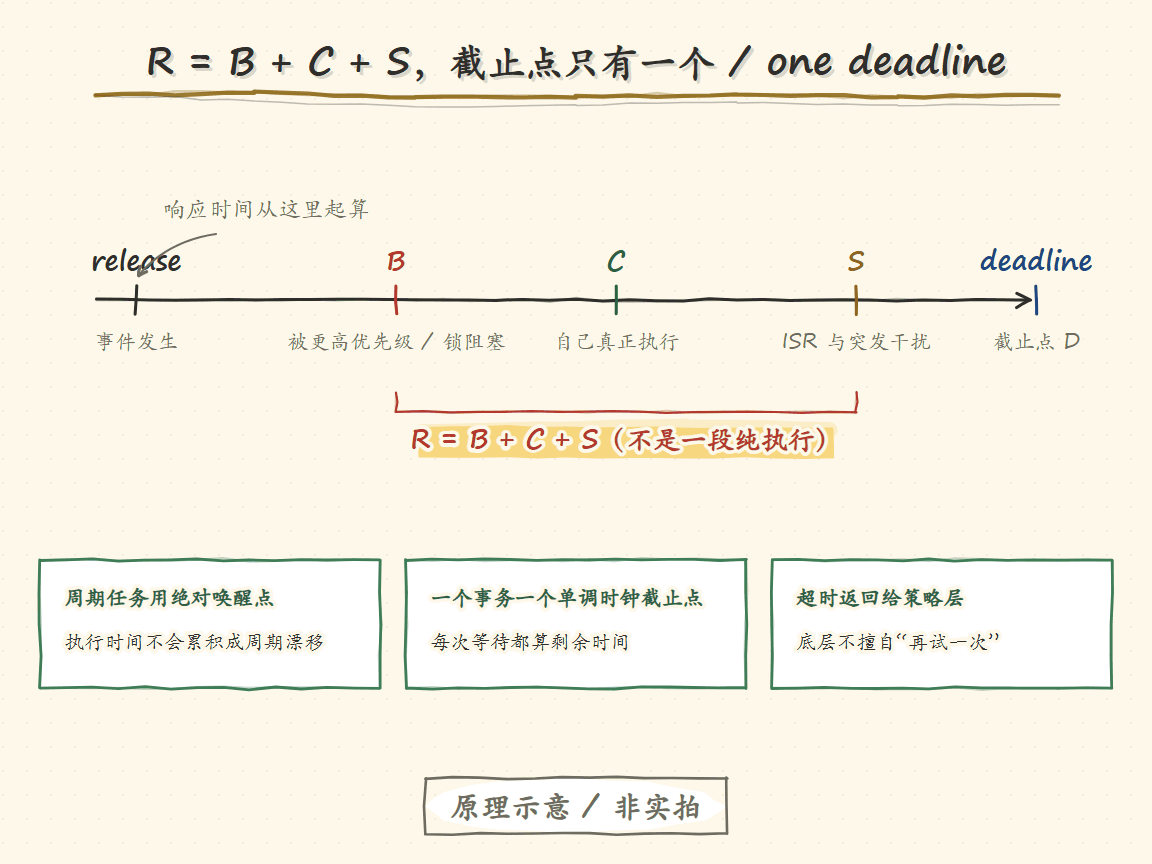 R = B + C + S，截止点只有一个 / one deadline
响应时间从这里起算
release
B
C
S
deadline
事件发生
被更高优先级 / 锁阻塞
自己真正执行
ISR 与突发干扰
截止点 D
R = B + C + S（不是一段纯执行）
周期任务用绝对唤醒点
执行时间不会累积成周期漂移
一个事务一个单调时钟截止点
每次等待都算剩余时间
超时返回给策略层
底层不擅自“再试一次”
原理示意 / 非实拍